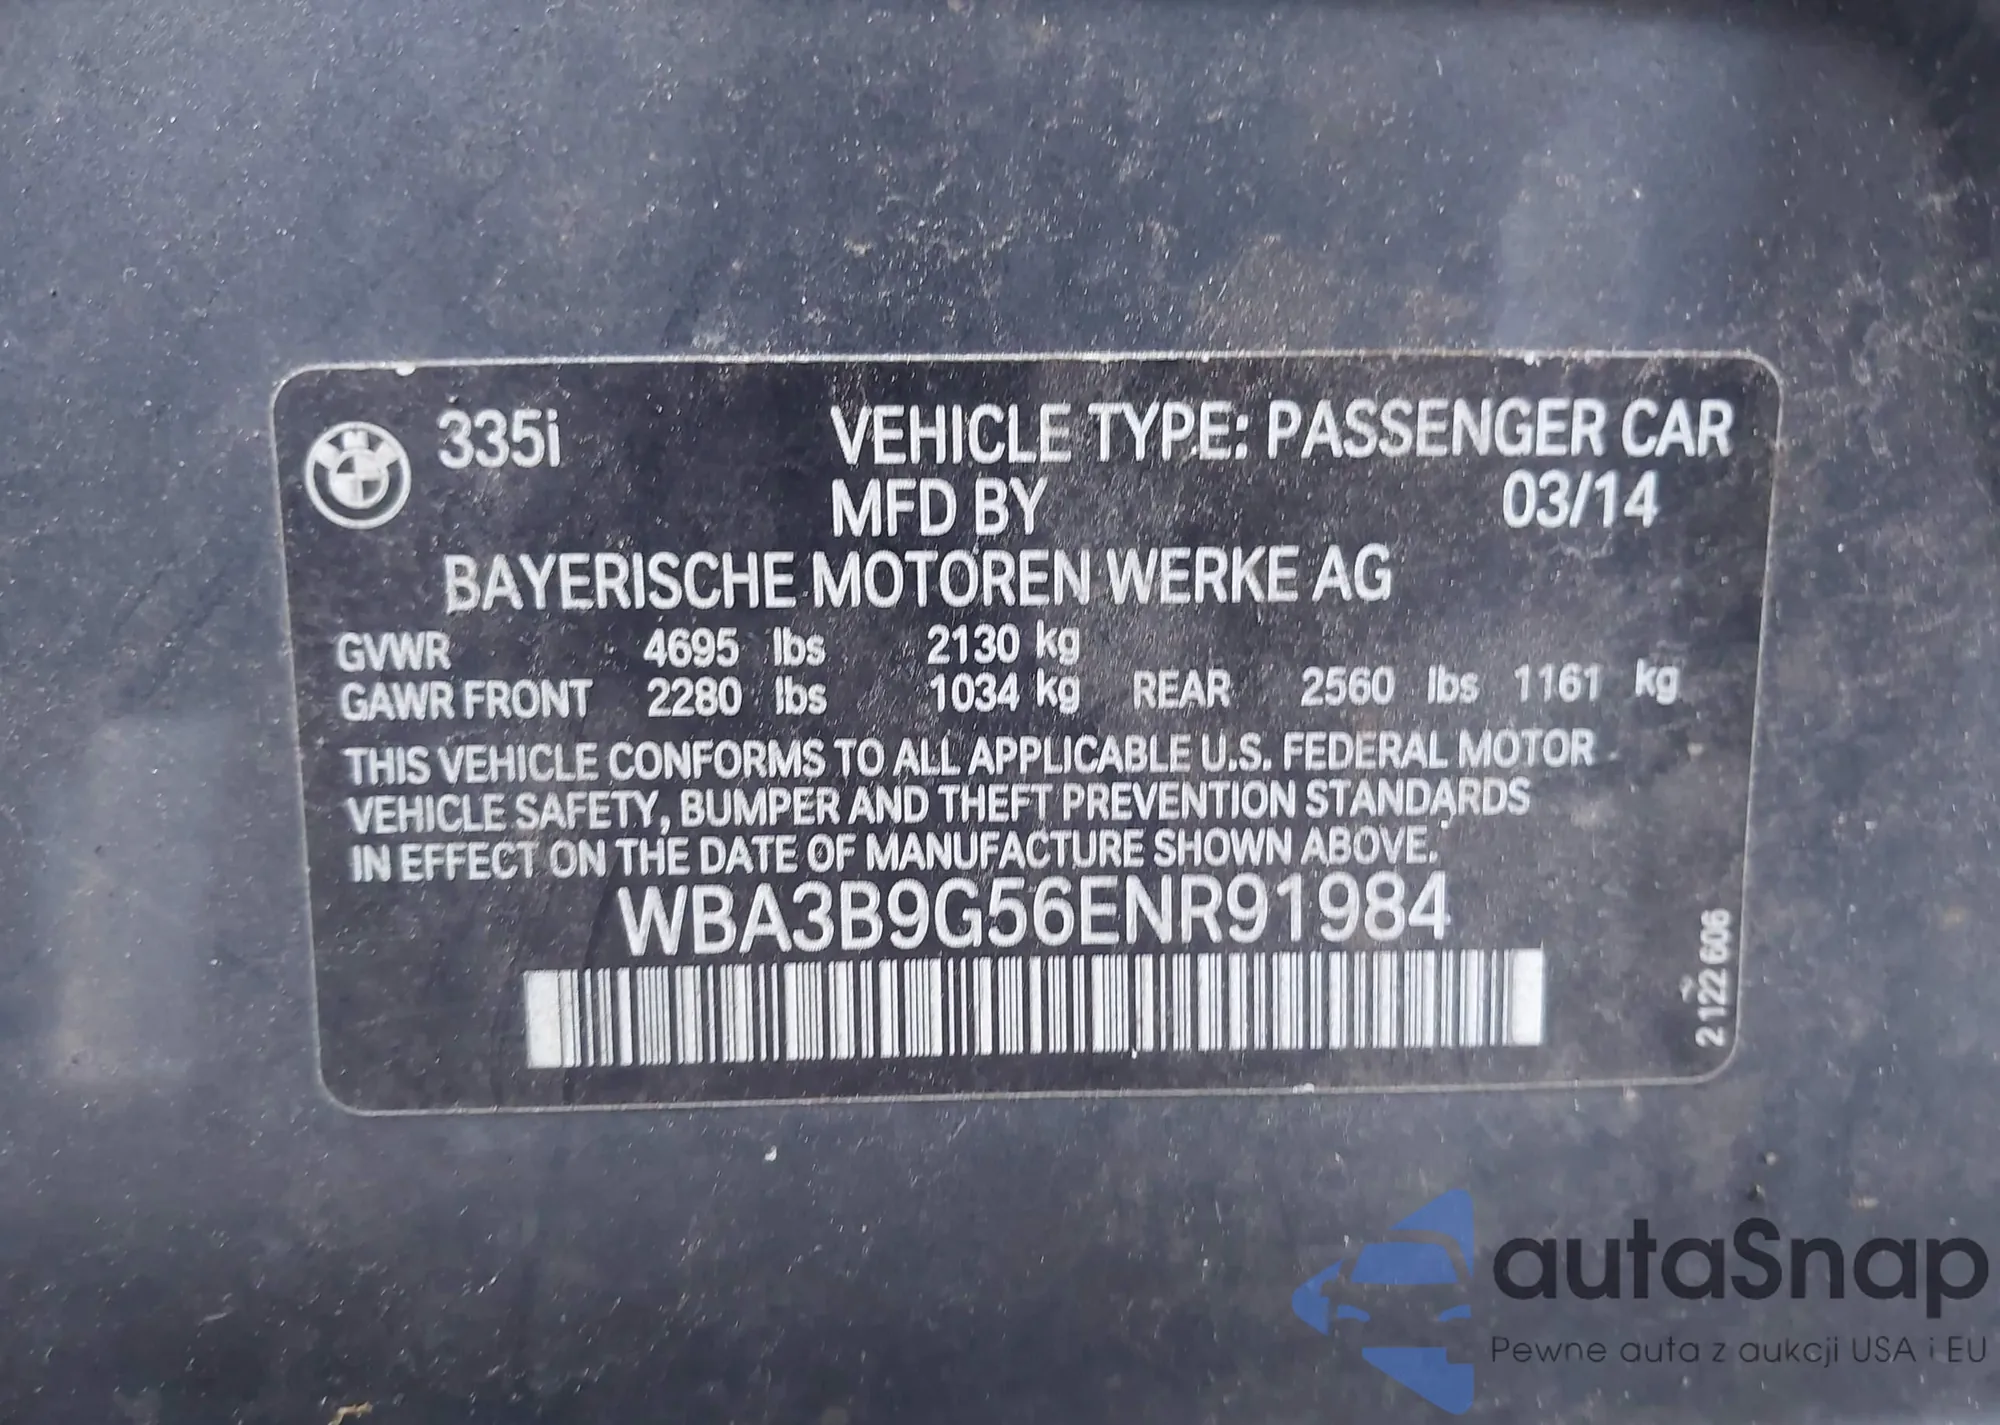 335i VEHICLE TYPE: PASSENGER CAR
MFD BY 03/14
BAYERISCHE MOTOREN WERKE AG
GVWR 4695 lbs 2130 kg
GAWR FRONT 2280 lbs 1034 kg REAR 2560 lbs 1161 kg
THIS VEHICLE CONFORMS TO ALL APPLICABLE U.S. FEDERAL MOTOR
VEHICLE SAFETY, BUMPER AND THEFT PREVENTION STANDARDS
IN EFFECT ON THE DATE OF MANUFACTURE SHOWN ABOVE.
WBA3B9G56ENR91984
2122606
autaSnap
Pewne auta z aukcji USA i EU